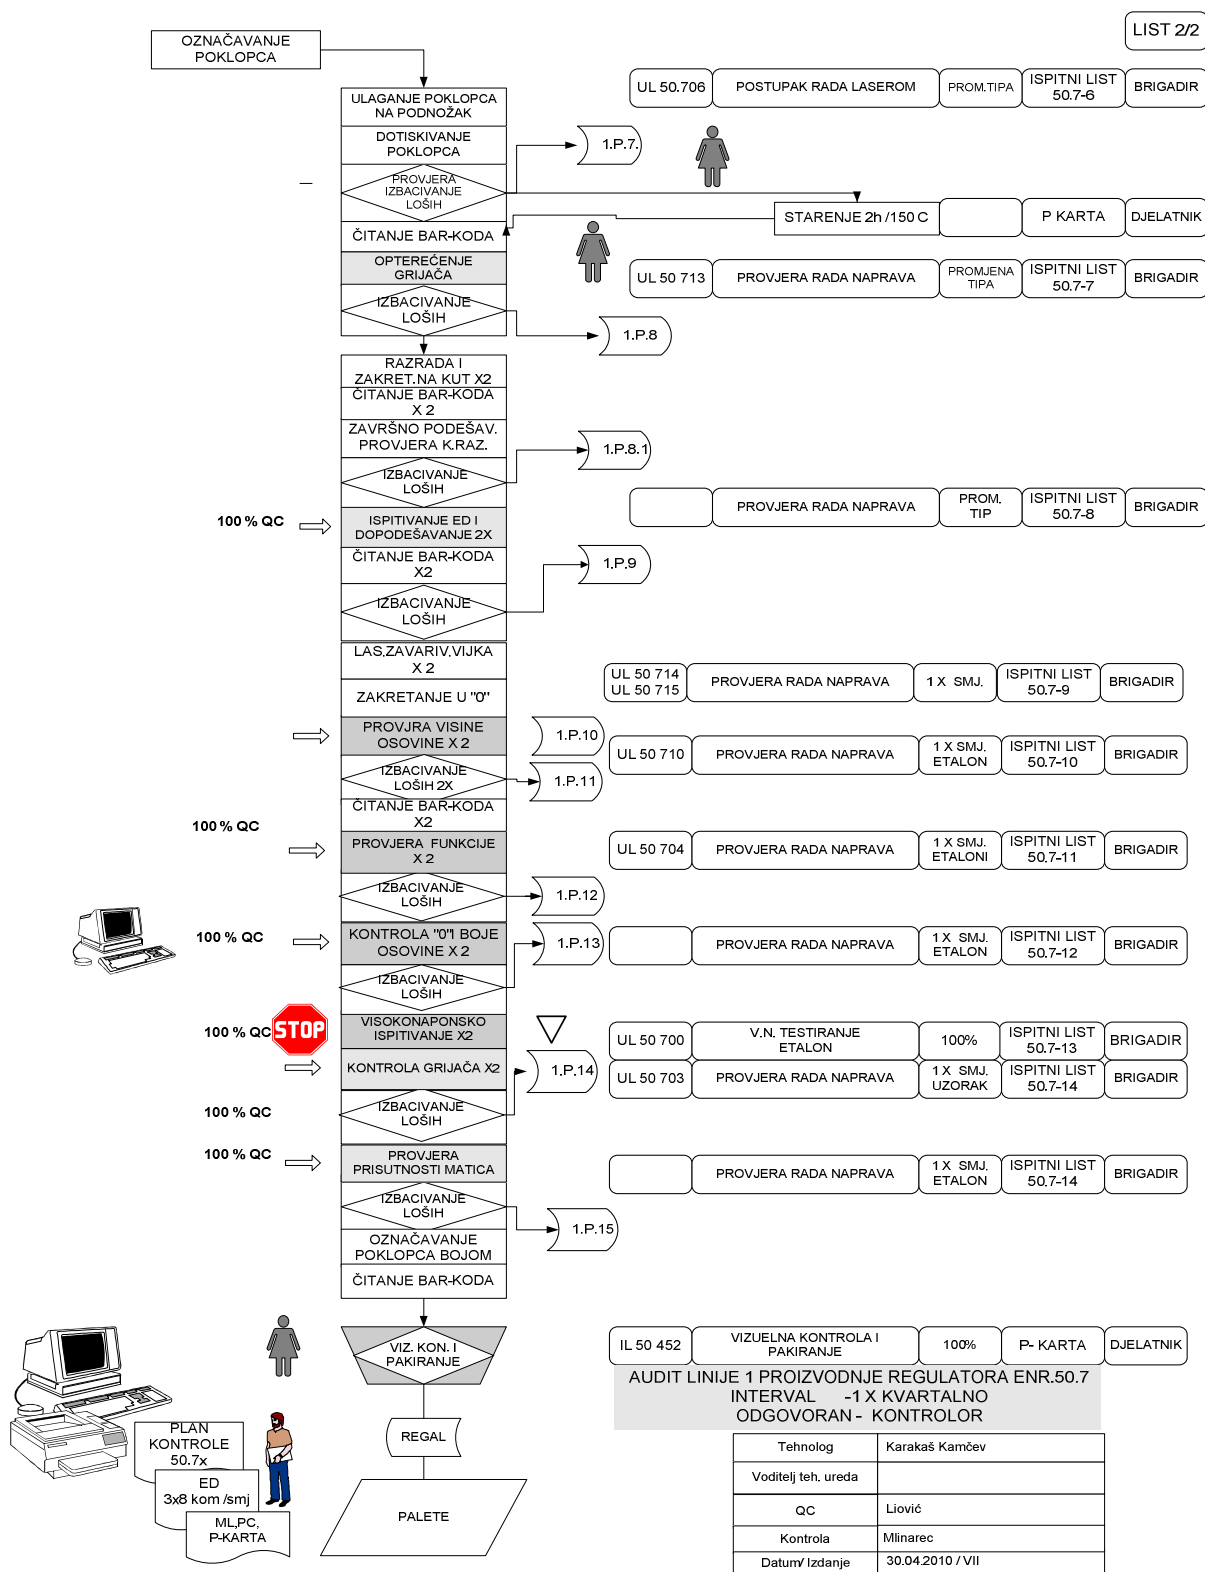 LIST 2/2
OZNAČAVANJE
POKLOPCA
ULAGANJE POKLOPCA
NA PODNOŽAK
UL 50.706
POSTUPAK RADA LASEROM
PROM.TIPA
ISPITNI LIST
50.7-6
BRIGADIR
DOTISKIVANJE
POKLOPCA
1.P.7.
PROVJERA
IZBACIVANJE
LOŠIH
STARENJE 2h /150 C
P KARTA
DJELATNIK
ČITANJE BAR-KODA
OPTEREĆENJE
GRIJAČA
UL 50 713
PROVJERA RADA NAPRAVA
PROMJENA
TIPA
ISPITNI LIST
50.7-7
BRIGADIR
IZBACIVANJE
LOŠIH
1.P.8
RAZRADA I
ZAKRET.NA KUT X2
ČITANJE BAR-KODA
X 2
ZAVRŠNO PODEŠAV.
PROVJERA K.RAZ.
1.P.8.1
IZBACIVANJE
LOŠIH
PROVJERA RADA NAPRAVA
PROM.
TIP
ISPITNI LIST
50.7-8
BRIGADIR
100 % QC
ISPITIVANJE ED I
DOPODEŠAVANJE 2X
ČITANJE BAR-KODA
X2
1.P.9
IZBACIVANJE
LOŠIH
LAS.ZAVARIV.VIJKA
X 2
UL 50 714
UL 50 715
PROVJERA RADA NAPRAVA
1 X SMJ.
ISPITNI LIST
50.7-9
BRIGADIR
ZAKRETANJE U "0"
PROVJRA VISINE
OSOVINE X 2
1.P.10
UL 50 710
PROVJERA RADA NAPRAVA
1 X SMJ.
ETALON
ISPITNI LIST
50.7-10
BRIGADIR
IZBACIVANJE
LOŠIH 2X
1.P.11
ČITANJE BAR-KODA
X2
100 % QC
PROVJERA FUNKCIJE
X 2
UL 50 704
PROVJERA RADA NAPRAVA
1 X SMJ.
ETALONI
ISPITNI LIST
50.7-11
BRIGADIR
IZBACIVANJE
LOŠIH
1.P.12
100 % QC
KONTROLA "0"I BOJE
OSOVINE X 2
1.P.13
PROVJERA RADA NAPRAVA
1 X SMJ.
ETALON
ISPITNI LIST
50.7-12
BRIGADIR
IZBACIVANJE
LOŠIH
100 % QC
STOP
VISOKONAPONSKO
ISPITIVANJE X2
UL 50 700
V.N. TESTIRANJE
ETALON
100%
ISPITNI LIST
50.7-13
BRIGADIR
KONTROLA GRIJAČA X2
1.P.14
UL 50 703
PROVJERA RADA NAPRAVA
1 X SMJ.
UZORAK
ISPITNI LIST
50.7-14
BRIGADIR
100 % QC
IZBACIVANJE
LOŠIH
100 % QC
PROVJERA
PRISUTNOSTI MATICA
PROVJERA RADA NAPRAVA
1 X SMJ.
ETALON
ISPITNI LIST
50.7-14
BRIGADIR
IZBACIVANJE
LOŠIH
1.P.15
OZNAČAVANJE
POKLOPCA BOJOM
ČITANJE BAR-KODA
VIZ. KON. I
PAKIRANJE
IL 50 452
VIZUELNA KONTROLA I
PAKIRANJE
100%
P- KARTA
DJELATNIK
AUDIT LINIJE 1 PROIZVODNJE REGULATORA ENR.50.7
INTERVAL -1 X KVARTALNO
ODGOVORAN - KONTROLOR
PLAN
KONTROLE
50.7x
ED
3x8 kom /smj
ML,PC,
P-KARTA
REGAL
PALETE
Tehnolog Karakaš Kamčev
Voditelj teh. ureda
QC Liović
Kontrola Mlinarec
Datum/ Izdanje 30.04.2010 / VII